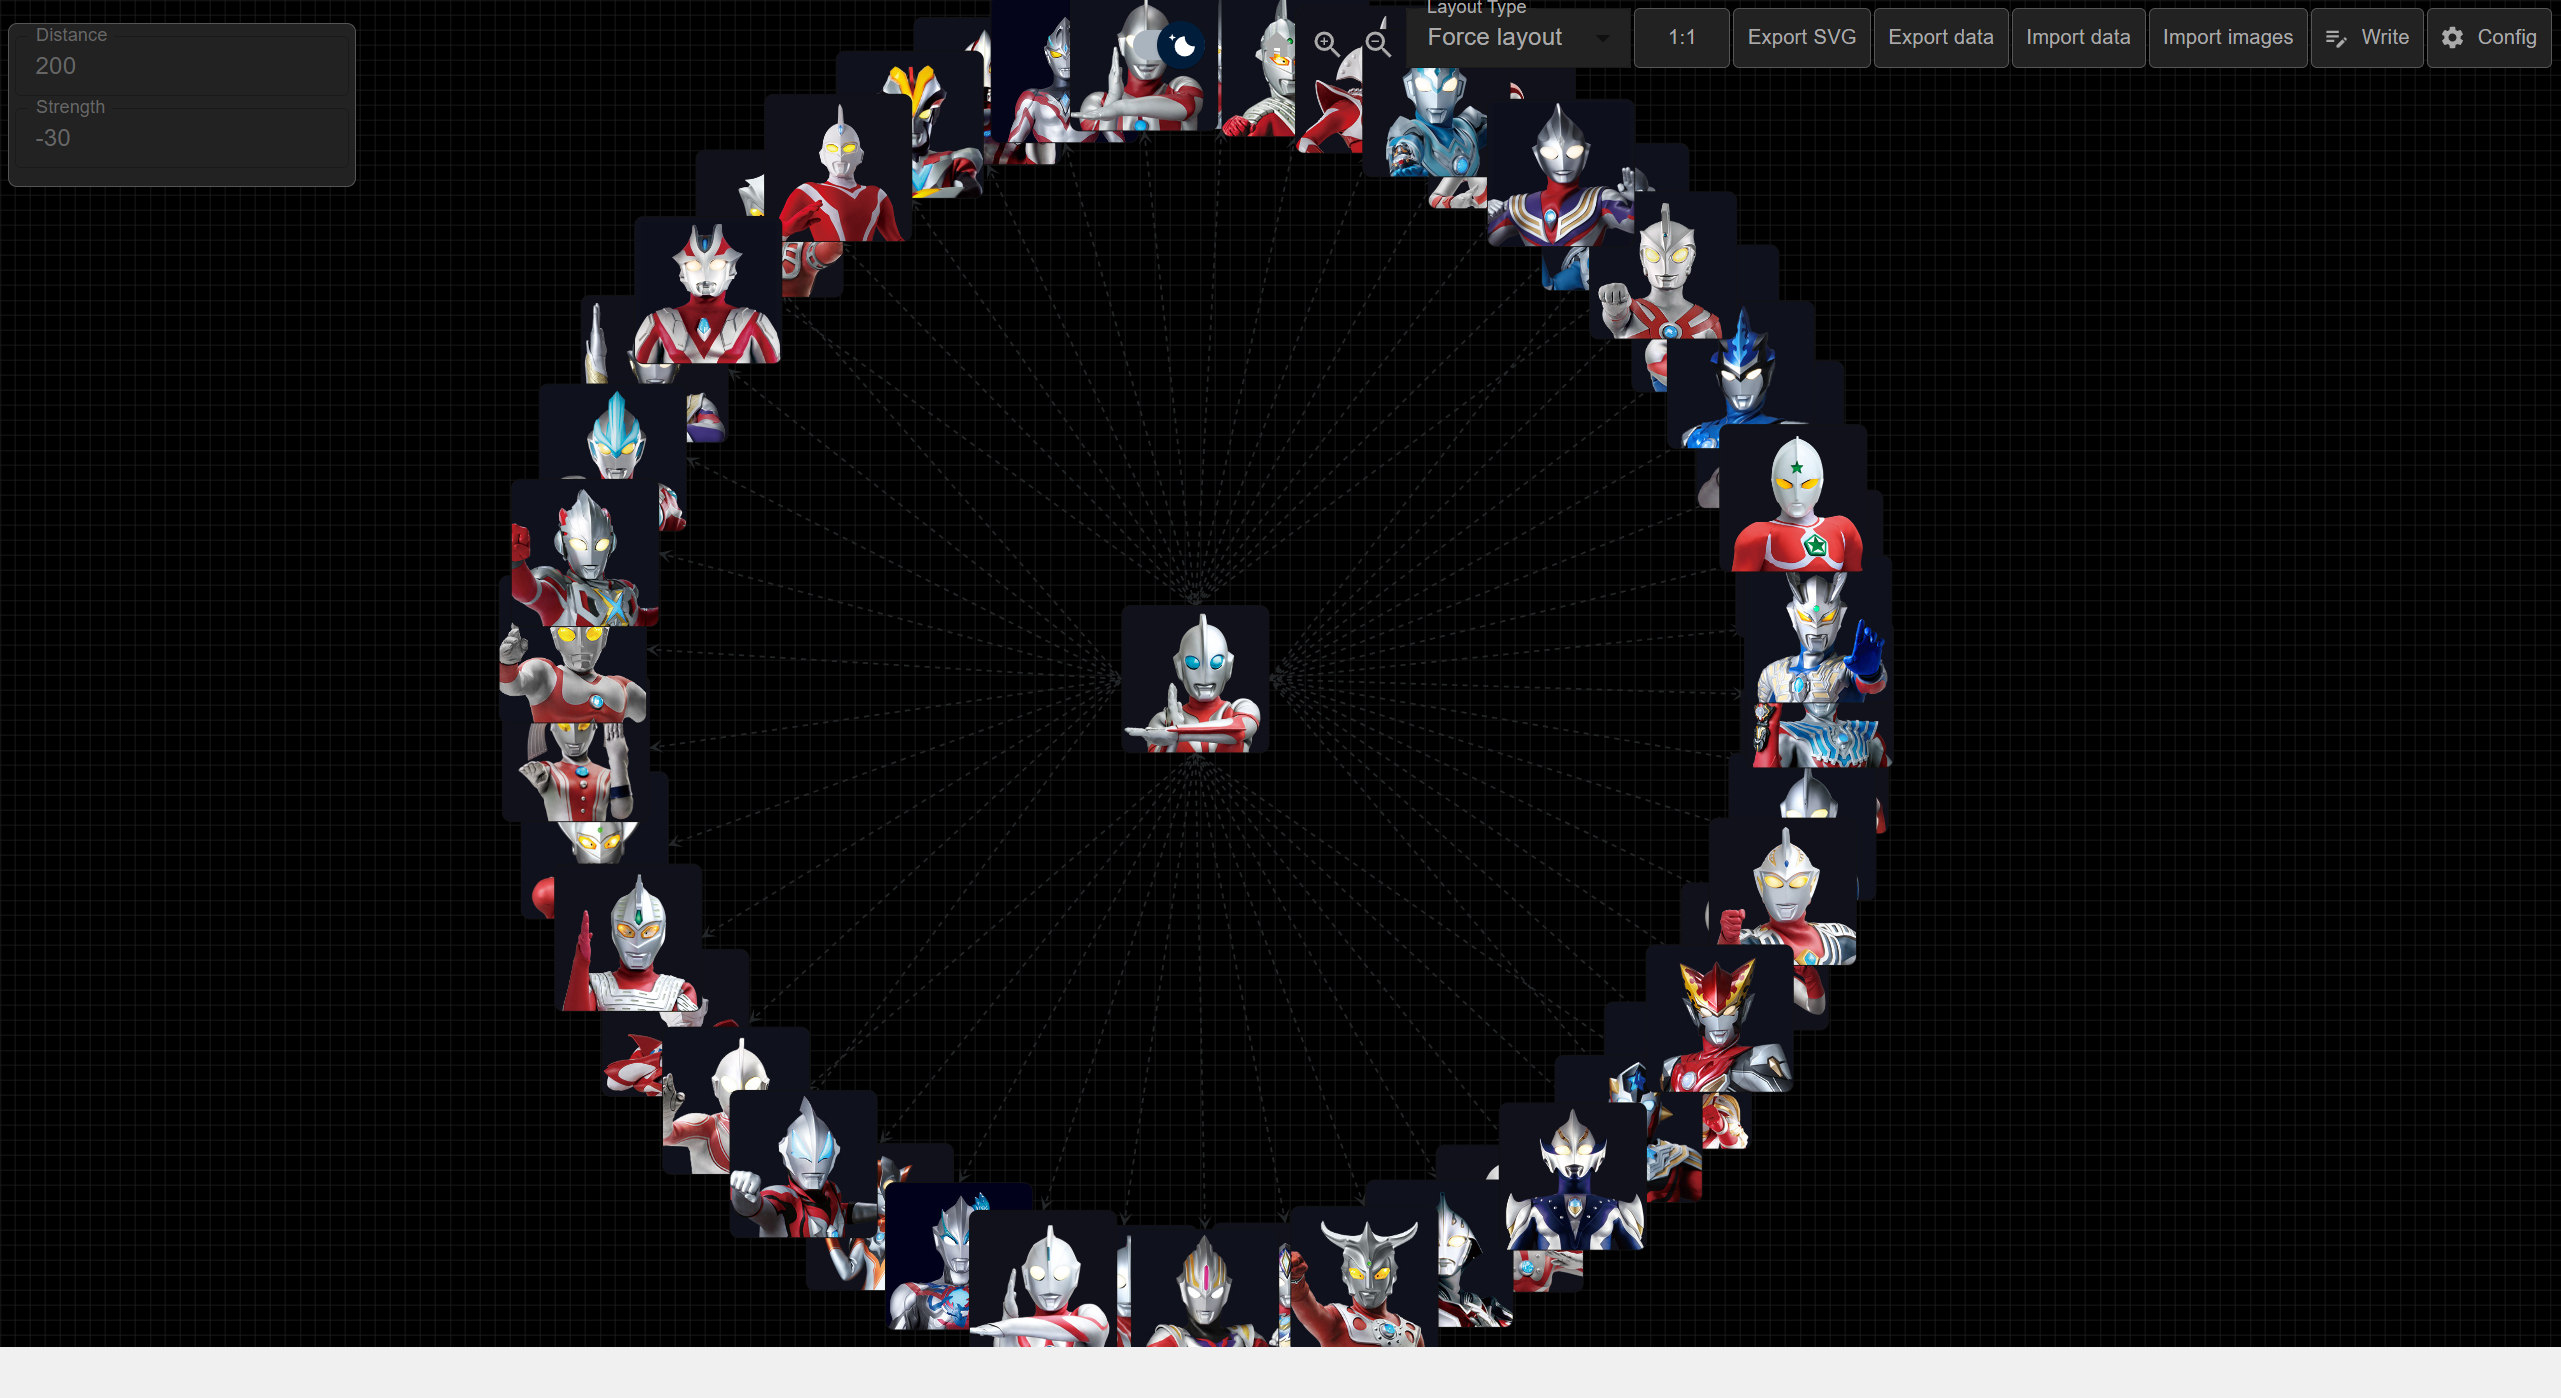 Distance
200
Strength
-30
Layout Type
Force layout
1:1
Export SVG
Export data
Import data
Import images
Write
Config